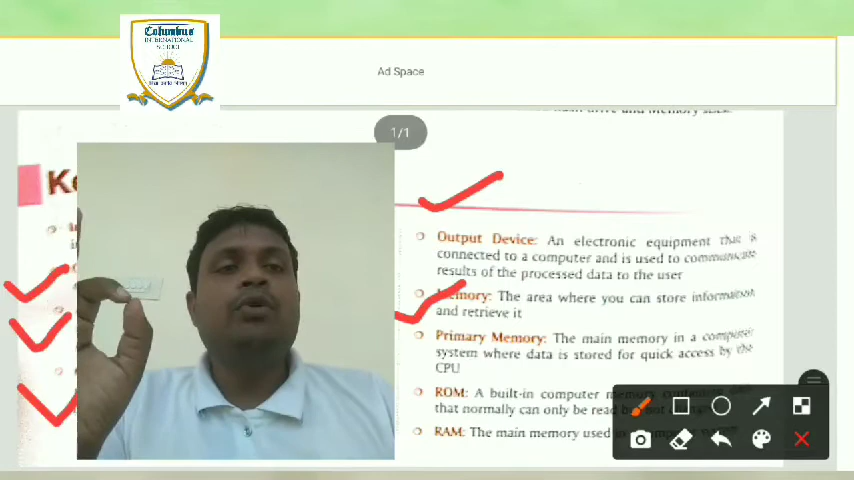 Columbus
INTERNATIONAL
SCHOOL
Ad Space
1/1
Output Device: An electronic equipment that is
connected to a computer and is used to communicate
results of the processed data to the user
Memory: The area where you can store information
and retrieve it
Primary Memory: The main memory in a computer
system where data is stored for quick access by the
CPU
ROM: A built-in computer memory
that normally can only be read
RAM: The main memory used